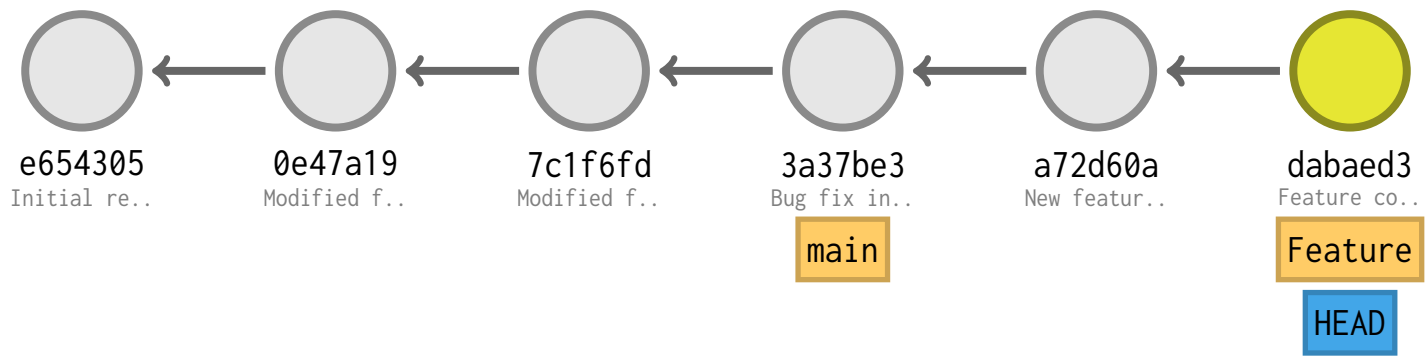 e654305 0e47a19 7c1f6fd 3a37be3 a72d60a dabaed3
Initial re.. Modified f.. Modified f.. Bug fix in.. New featur.. Feature co..
main Feature
HEAD